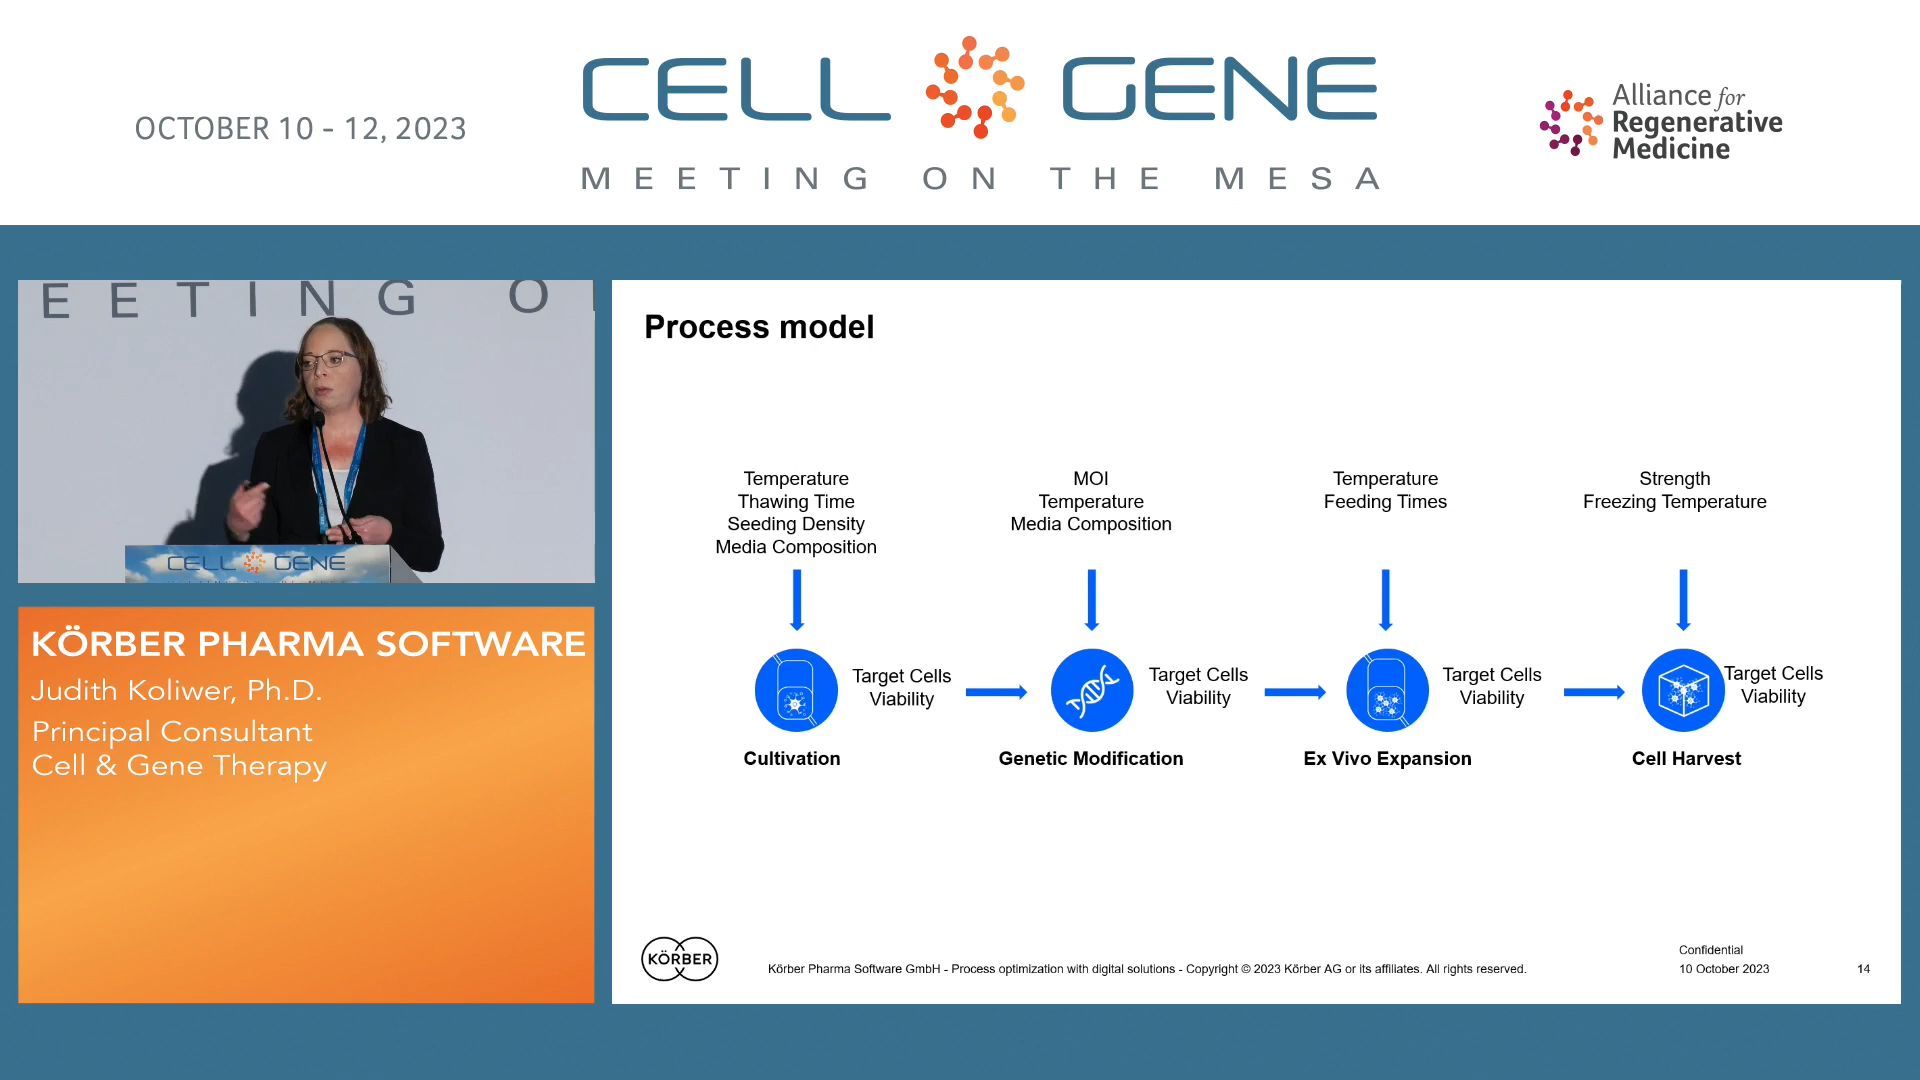 OCTOBER 10 - 12, 2023
CELL GENE
MEETING ON THE MESA
Alliance for
Regenerative
Medicine
EETING O
CELL GENE
KÖRBER PHARMA SOFTWARE
Judith Koliwer, Ph.D.
Principal Consultant
Cell & Gene Therapy
Process model
Temperature
Thawing Time
Seeding Density
Media Composition
MOI
Temperature
Media Composition
Temperature
Feeding Times
Strength
Freezing Temperature
Target Cells
Viability
Target Cells
Viability
Target Cells
Viability
Target Cells
Viability
Cultivation
Genetic Modification
Ex Vivo Expansion
Cell Harvest
KÖRBER
Körber Pharma Software GmbH - Process optimization with digital solutions - Copyright © 2023 Körber AG or its affiliates. All rights reserved.
Confidential
10 October 2023
14